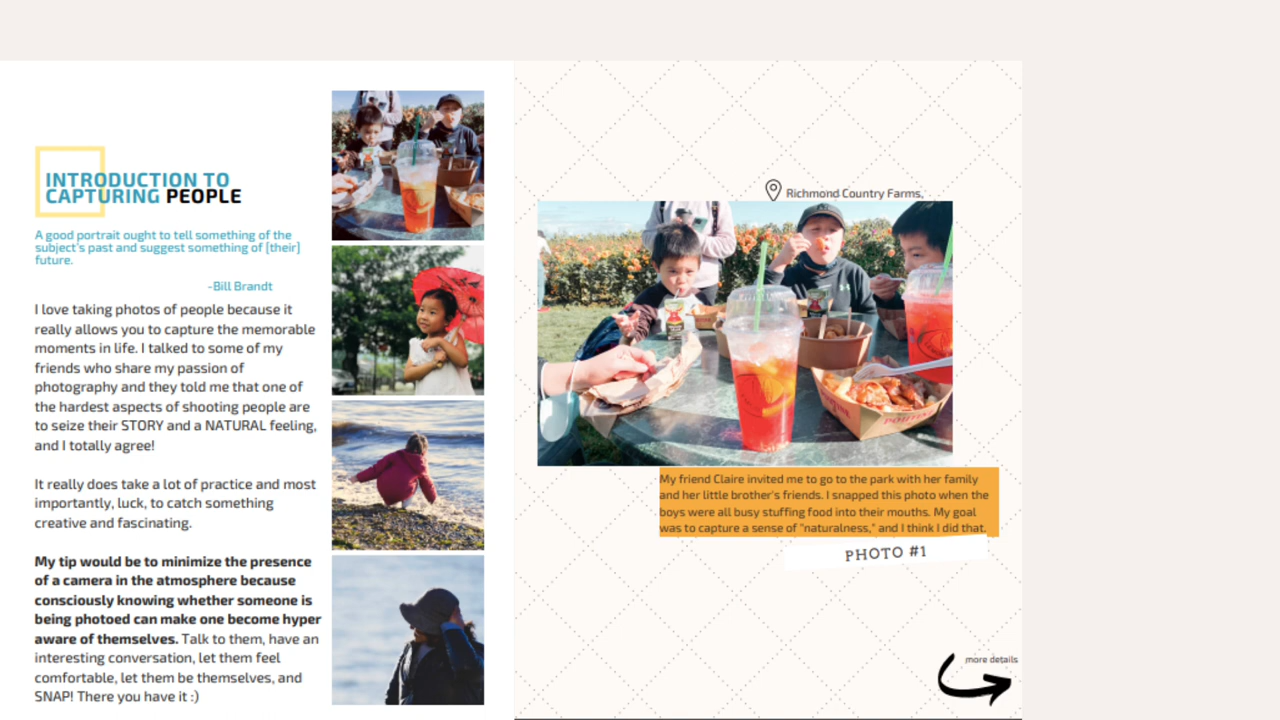 INTRODUCTION TO
CAPTURING PEOPLE
A good portrait ought to tell something of the
subject's past and suggest something of [their]
future.
-Bill Brandt
I love taking photos of people because it
really allows you to capture the memorable
moments in life. I talked to some of my
friends who share my passion of
photography and they told me that one of
the hardest aspects of shooting people are
to seize their STORY and a NATURAL feeling,
and I totally agree!
It really does take a lot of practice and most
importantly, luck, to catch something
creative and fascinating.
My tip would be to minimize the presence
of a camera in the atmosphere because
consciously knowing whether someone is
being photoed can make one become hyper
aware of themselves. Talk to them, have an
interesting conversation, let them feel
comfortable, let them be themselves, and
SNAP! There you have it :)
Richmond Country Farms,
My friend Claire invited me to go to the park with her family
and her little brother's friends. I snapped this photo when the
boys were all busy stuffing food into their mouths. My goal
was to capture a sense of "naturalness," and I think I did that.
PHOTO #1
more details